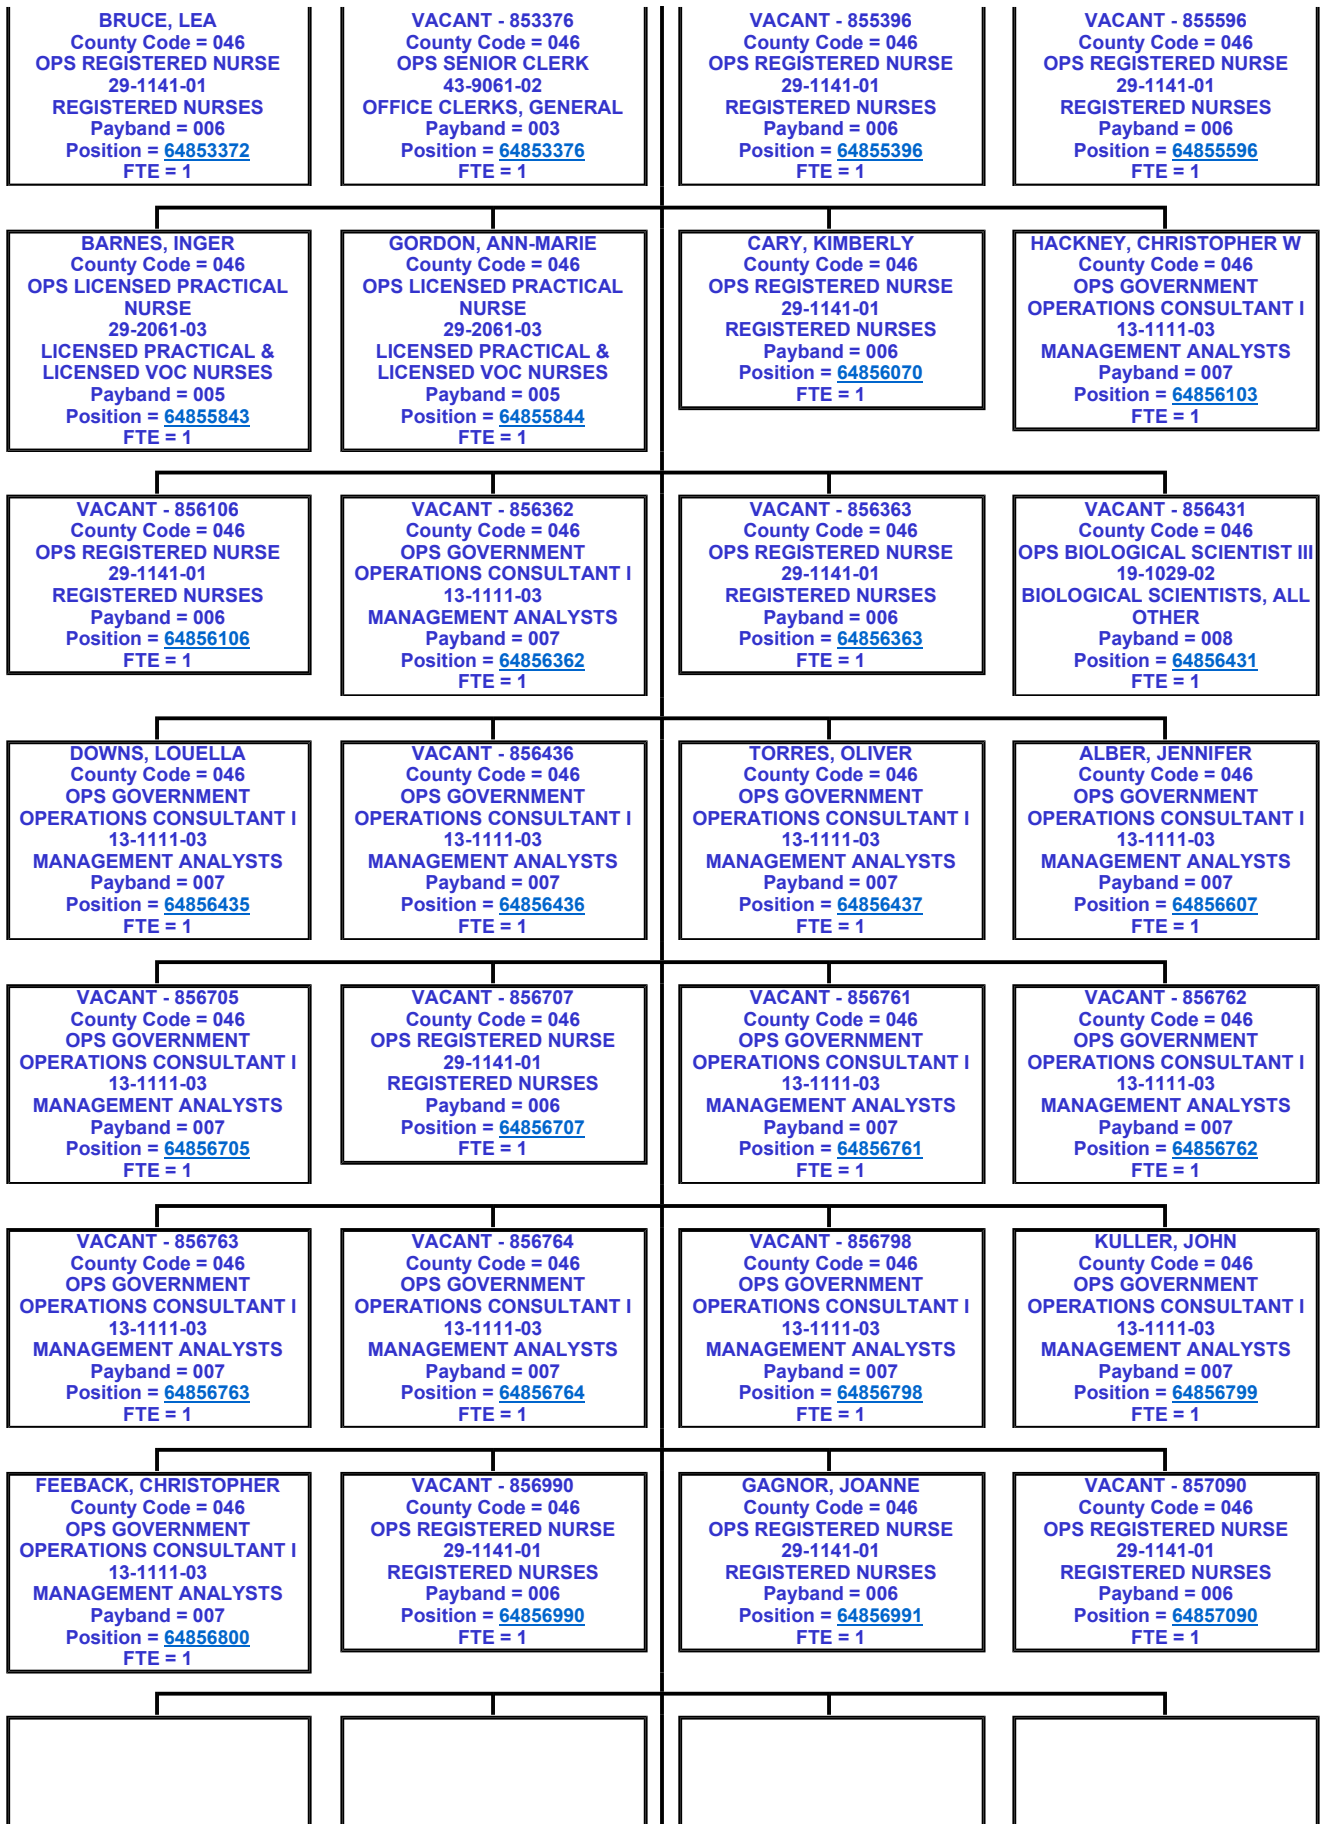 BRUCE, LEA
County Code = 046
OPS REGISTERED NURSE
29-1141-01
REGISTERED NURSES
Payband = 006
Position = 64853372
FTE = 1
VACANT - 853376
County Code = 046
OPS SENIOR CLERK
43-9061-02
OFFICE CLERKS, GENERAL
Payband = 003
Position = 64853376
FTE = 1
VACANT - 855396
County Code = 046
OPS REGISTERED NURSE
29-1141-01
REGISTERED NURSES
Payband = 006
Position = 64855396
FTE = 1
VACANT - 855596
County Code = 046
OPS REGISTERED NURSE
29-1141-01
REGISTERED NURSES
Payband = 006
Position = 64855596
FTE = 1
BARNES, INGER
County Code = 046
OPS LICENSED PRACTICAL
NURSE
29-2061-03
LICENSED PRACTICAL &
LICENSED VOC NURSES
Payband = 005
Position = 64855843
FTE = 1
GORDON, ANN-MARIE
County Code = 046
OPS LICENSED PRACTICAL
NURSE
29-2061-03
LICENSED PRACTICAL &
LICENSED VOC NURSES
Payband = 005
Position = 64855844
FTE = 1
CARY, KIMBERLY
County Code = 046
OPS REGISTERED NURSE
29-1141-01
REGISTERED NURSES
Payband = 006
Position = 64856070
FTE = 1
HACKNEY, CHRISTOPHER W
County Code = 046
OPS GOVERNMENT
OPERATIONS CONSULTANT I
13-1111-03
MANAGEMENT ANALYSTS
Payband = 007
Position = 64856103
FTE = 1
VACANT - 856106
County Code = 046
OPS REGISTERED NURSE
29-1141-01
REGISTERED NURSES
Payband = 006
Position = 64856106
FTE = 1
VACANT - 856362
County Code = 046
OPS GOVERNMENT
OPERATIONS CONSULTANT I
13-1111-03
MANAGEMENT ANALYSTS
Payband = 007
Position = 64856362
FTE = 1
VACANT - 856363
County Code = 046
OPS REGISTERED NURSE
29-1141-01
REGISTERED NURSES
Payband = 006
Position = 64856363
FTE = 1
VACANT - 856431
County Code = 046
OPS BIOLOGICAL SCIENTIST III
19-1029-02
BIOLOGICAL SCIENTISTS, ALL
OTHER
Payband = 008
Position = 64856431
FTE = 1
DOWNS, LOUELLA
County Code = 046
OPS GOVERNMENT
OPERATIONS CONSULTANT I
13-1111-03
MANAGEMENT ANALYSTS
Payband = 007
Position = 64856435
FTE = 1
VACANT - 856436
County Code = 046
OPS GOVERNMENT
OPERATIONS CONSULTANT I
13-1111-03
MANAGEMENT ANALYSTS
Payband = 007
Position = 64856436
FTE = 1
TORRES, OLIVER
County Code = 046
OPS GOVERNMENT
OPERATIONS CONSULTANT I
13-1111-03
MANAGEMENT ANALYSTS
Payband = 007
Position = 64856437
FTE = 1
ALBER, JENNIFER
County Code = 046
OPS GOVERNMENT
OPERATIONS CONSULTANT I
13-1111-03
MANAGEMENT ANALYSTS
Payband = 007
Position = 64856607
FTE = 1
VACANT - 856705
County Code = 046
OPS GOVERNMENT
OPERATIONS CONSULTANT I
13-1111-03
MANAGEMENT ANALYSTS
Payband = 007
Position = 64856705
FTE = 1
VACANT - 856707
County Code = 046
OPS REGISTERED NURSE
29-1141-01
REGISTERED NURSES
Payband = 006
Position = 64856707
FTE = 1
VACANT - 856761
County Code = 046
OPS GOVERNMENT
OPERATIONS CONSULTANT I
13-1111-03
MANAGEMENT ANALYSTS
Payband = 007
Position = 64856761
FTE = 1
VACANT - 856762
County Code = 046
OPS GOVERNMENT
OPERATIONS CONSULTANT I
13-1111-03
MANAGEMENT ANALYSTS
Payband = 007
Position = 64856762
FTE = 1
VACANT - 856763
County Code = 046
OPS GOVERNMENT
OPERATIONS CONSULTANT I
13-1111-03
MANAGEMENT ANALYSTS
Payband = 007
Position = 64856763
FTE = 1
VACANT - 856764
County Code = 046
OPS GOVERNMENT
OPERATIONS CONSULTANT I
13-1111-03
MANAGEMENT ANALYSTS
Payband = 007
Position = 64856764
FTE = 1
VACANT - 856798
County Code = 046
OPS GOVERNMENT
OPERATIONS CONSULTANT I
13-1111-03
MANAGEMENT ANALYSTS
Payband = 007
Position = 64856798
FTE = 1
KULLER, JOHN
County Code = 046
OPS GOVERNMENT
OPERATIONS CONSULTANT I
13-1111-03
MANAGEMENT ANALYSTS
Payband = 007
Position = 64856799
FTE = 1
FEEBACK, CHRISTOPHER
County Code = 046
OPS GOVERNMENT
OPERATIONS CONSULTANT I
13-1111-03
MANAGEMENT ANALYSTS
Payband = 007
Position = 64856800
FTE = 1
VACANT - 856990
County Code = 046
OPS REGISTERED NURSE
29-1141-01
REGISTERED NURSES
Payband = 006
Position = 64856990
FTE = 1
GAGNOR, JOANNE
County Code = 046
OPS REGISTERED NURSE
29-1141-01
REGISTERED NURSES
Payband = 006
Position = 64856991
FTE = 1
VACANT - 857090
County Code = 046
OPS REGISTERED NURSE
29-1141-01
REGISTERED NURSES
Payband = 006
Position = 64857090
FTE = 1